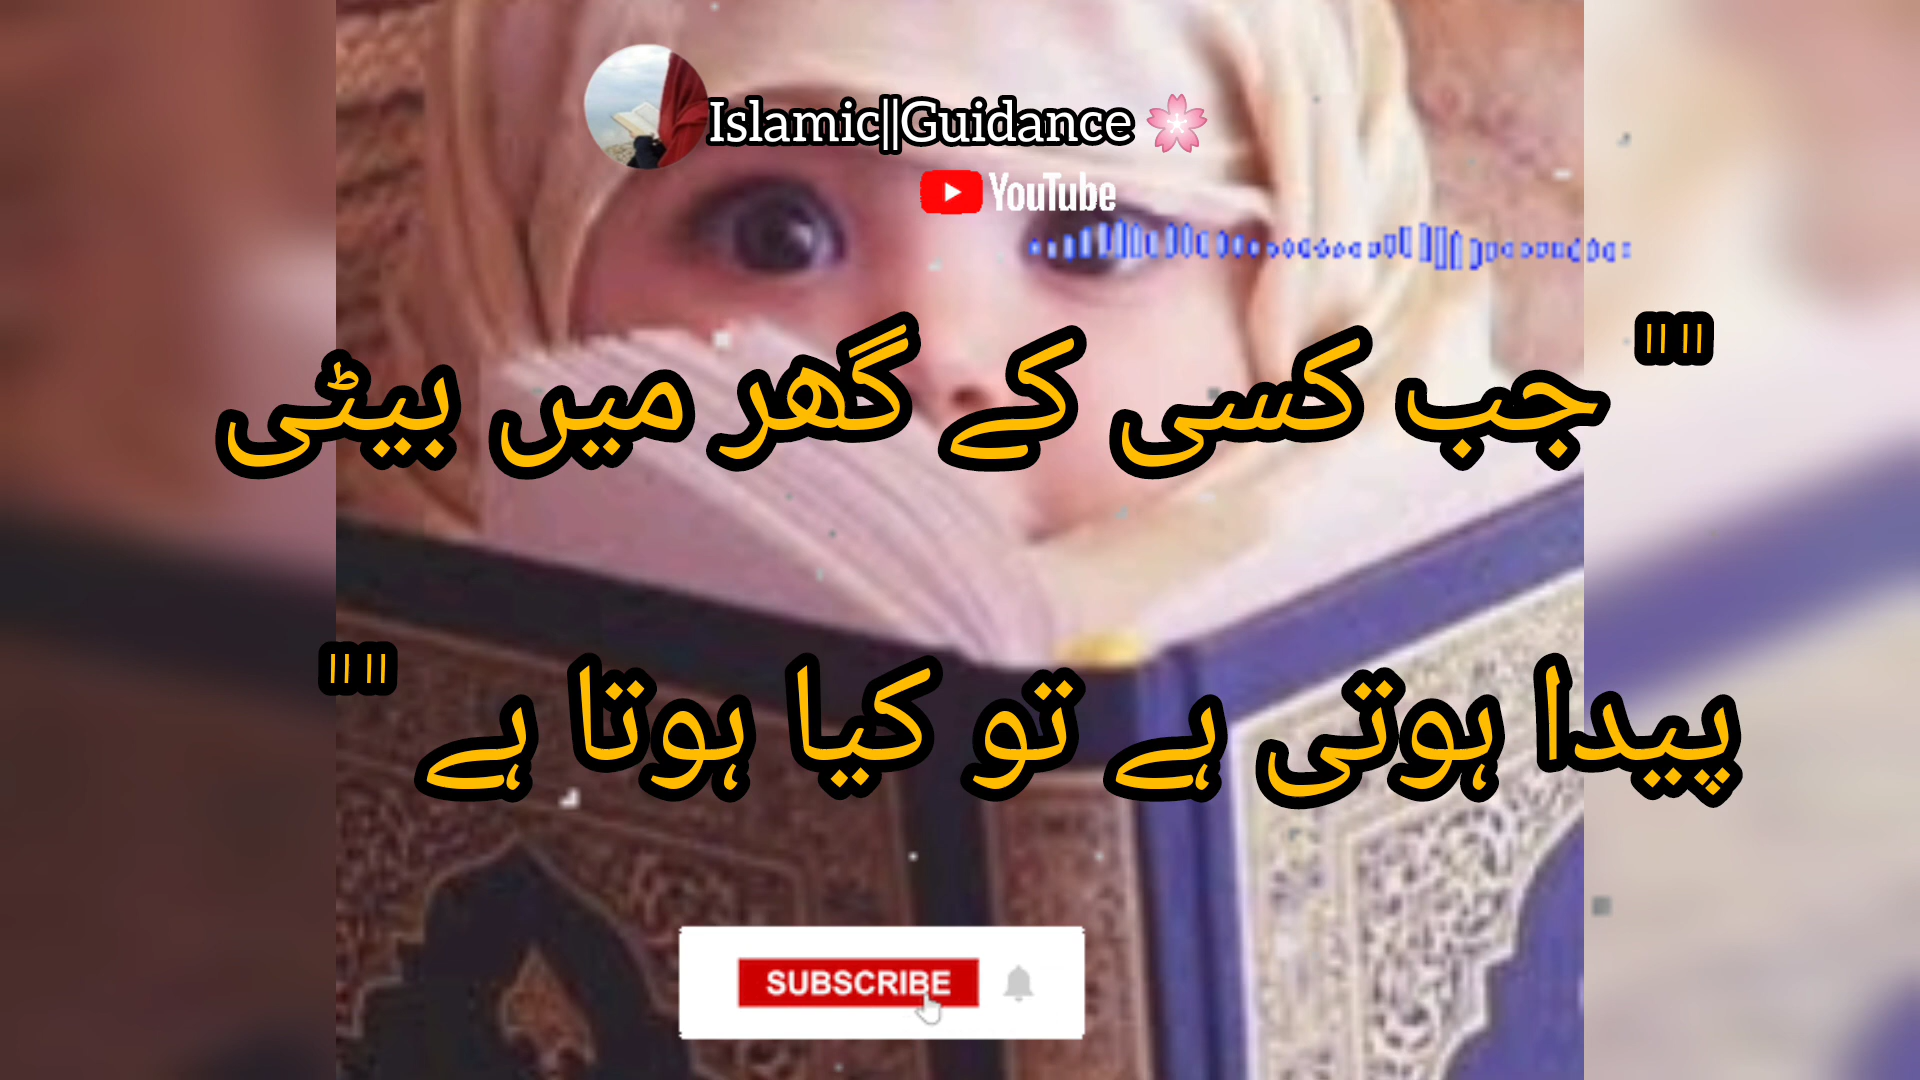 Islamic||Guidance 🌸
YouTube
"" جب کسی کے گھر میں بیٹی
پیدا ہوتی ہے تو کیا ہوتا ہے ""
SUBSCRIBE